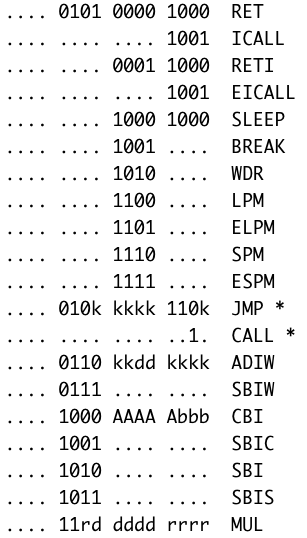 .... 0101 0000 1000 RET
.... .... .... 1001 ICALL
.... .... 0001 1000 RETI
.... .... .... 1001 EICALL
.... .... 1000 1000 SLEEP
.... .... 1001 .... BREAK
.... .... 1010 .... WDR
.... .... 1100 .... LPM
.... .... 1101 .... ELPM
.... .... 1110 .... SPM
.... .... 1111 .... ESPM
.... 010k kkkk 110k JMP *
.... .... .... ..1. CALL *
.... 0110 kkdd kkkk ADIW
.... 0111 .... .... SBIW
.... 1000 AAAA Abbb CBI
.... 1001 .... .... SBIC
.... 1010 .... .... SBI
.... 1011 .... .... SBIS
.... 11rd dddd rrrr MUL